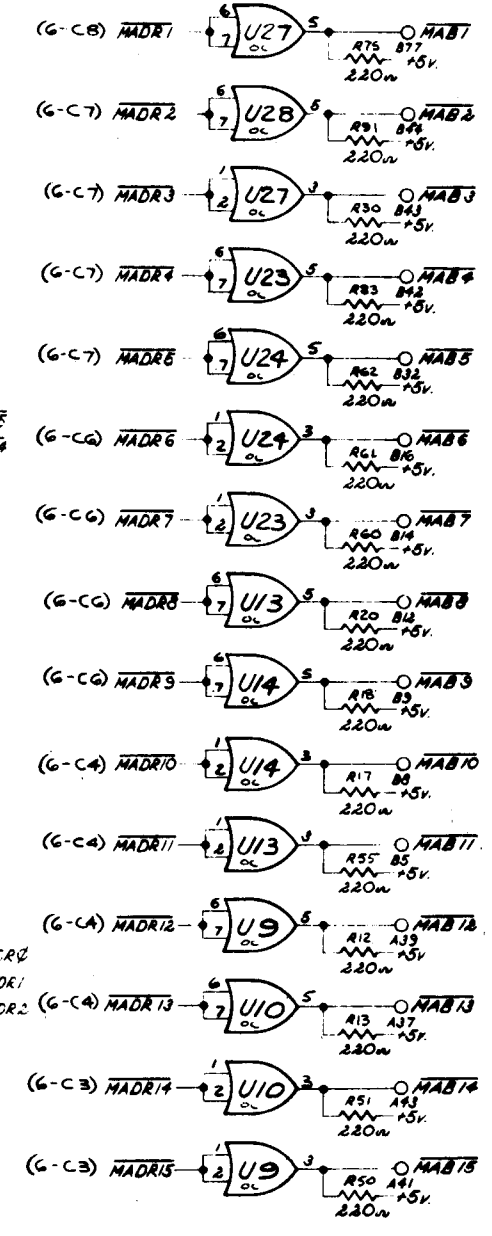 (6-C8) MADR1 6 7 U27 OC 5 MAB1
R75 B77
220Ω +5v.
(6-C7) MADR2 6 7 U28 OC 5 MAB2
R91 B44
220Ω +5v.
(6-C7) MADR3 1 2 U27 OC 3 MAB3
R30 B43
220Ω +5v.
(6-C7) MADR4 6 7 U23 OC 5 MAB4
R83 B42
220Ω +5v.
(6-C7) MADR5 6 7 U24 OC 5 MAB5
R62 B32
220Ω +5v.
(6-C6) MADR6 1 2 U24 OC 3 MAB6
R61 B16
220Ω +5v.
(6-C6) MADR7 1 2 U23 OC 3 MAB7
R60 B14
220Ω +5v.
(6-C6) MADR8 6 7 U13 OC 5 MAB8
R20 B12
220Ω +5v.
(6-C6) MADR9 6 7 U14 OC 5 MAB9
R18 B9
220Ω +5v.
(6-C4) MADR10 1 2 U14 OC 3 MAB10
R17 B8
220Ω +5v.
(6-C4) MADR11 1 2 U13 OC 3 MAB11
R55 B5
220Ω +5v.
(6-C4) MADR12 6 7 U9 OC 5 MAB12
R12 A39
220Ω +5v
(6-C4) MADR13 6 7 U10 OC 5 MAB13
R13 A37
220Ω +5v.
(6-C3) MADR14 1 2 U10 OC 3 MAB14
R51 A43
220Ω +5v.
(6-C3) MADR15 1 2 U9 OC 3 MAB15
R50 A41
220Ω +5v.